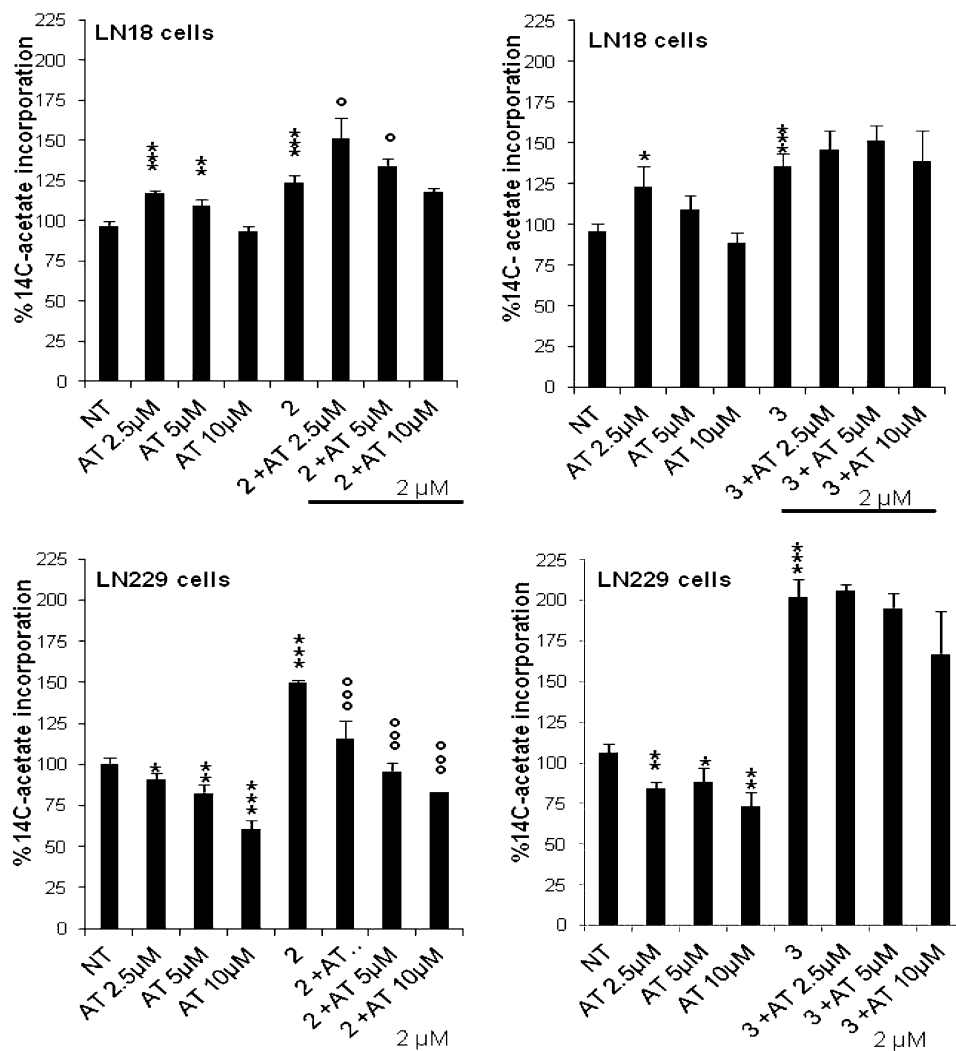 LN18 cells
%14C-acetate incorporation
225
200
175
150
125
100
75
50
25
0
***
**
***
°
°
NT
AT 2.5µM
AT 5µM
AT 10µM
2
2 +AT 2.5µM
2 +AT 5µM
2 +AT 10µM
2 µM
LN18 cells
%14C- acetate incorporation
225
200
175
150
125
100
75
50
25
0
*
***
NT
AT 2.5µM
AT 5µM
AT 10µM
3
3 +AT 2.5µM
3 + AT 5µM
3 +AT 10µM
2 µM
LN229 cells
%14C-acetate incorporation
225
200
175
150
125
100
75
50
25
0
*
**
***
***
°°°
°°°
°°°
NT
AT 2.5µM
AT 5µM
AT 10µM
2
2 +AT..
2 +AT 5µM
2 +AT 10µM
2 µM
LN229 cells
%14C-acetate incorporation
225
200
175
150
125
100
75
50
25
0
**
*
**
***
NT
AT 2.5µM
AT 5µM
AT 10µM
3
3 +AT 2.5µM
3 +AT 5µM
3 +AT 10µM
2 µM